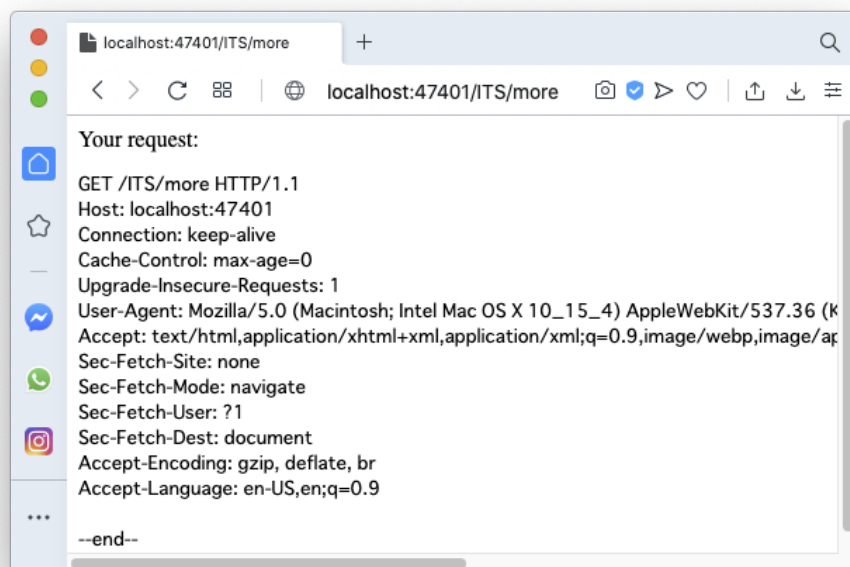 localhost:47401/ITS/more
localhost:47401/ITS/more
Your request:
GET /ITS/more HTTP/1.1
Host: localhost:47401
Connection: keep-alive
Cache-Control: max-age=0
Upgrade-Insecure-Requests: 1
User-Agent: Mozilla/5.0 (Macintosh; Intel Mac OS X 10_15_4) AppleWebKit/537.36 (K
Accept: text/html,application/xhtml+xml,application/xml;q=0.9,image/webp,image/ap
Sec-Fetch-Site: none
Sec-Fetch-Mode: navigate
Sec-Fetch-User: ?1
Sec-Fetch-Dest: document
Accept-Encoding: gzip, deflate, br
Accept-Language: en-US,en;q=0.9
--end--